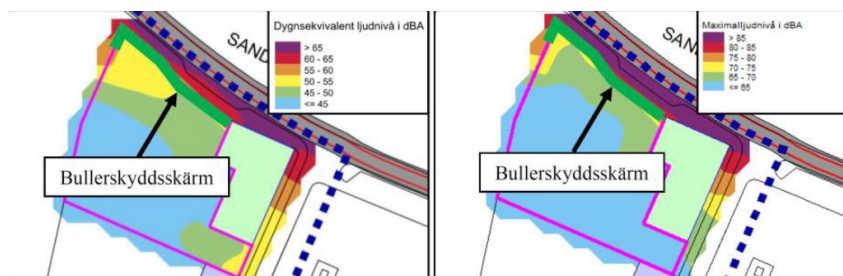 Dygnsekvivalent ljudnivå i dBA
> 65
60 - 65
55 - 60
50 - 55
45 - 50
<= 45
SAND
Bullerskyddsskärm
Maximalljudnivå i dBA
> 85
80 - 85
75 - 80
70 - 75
65 - 70
<= 65
SAND
Bullerskyddsskärm